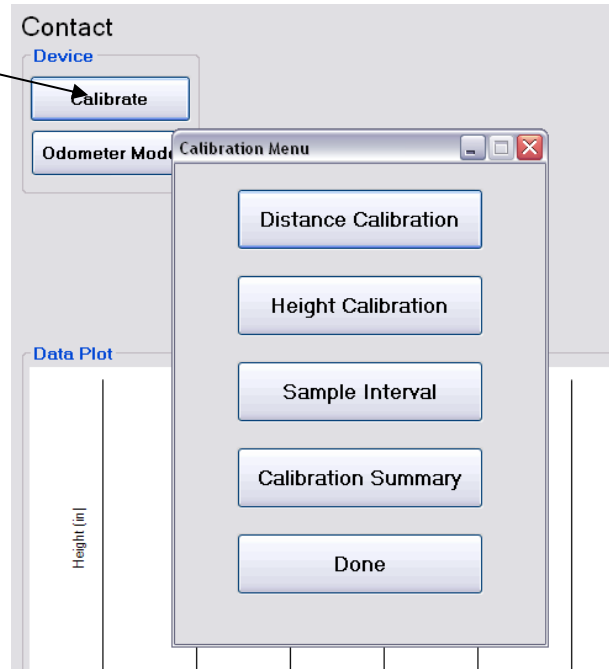 Contact
Device
Calibrate
Odometer Mode
Calibration Menu
Distance Calibration
Height Calibration
Sample Interval
Calibration Summary
Done
Data Plot
Height [in]